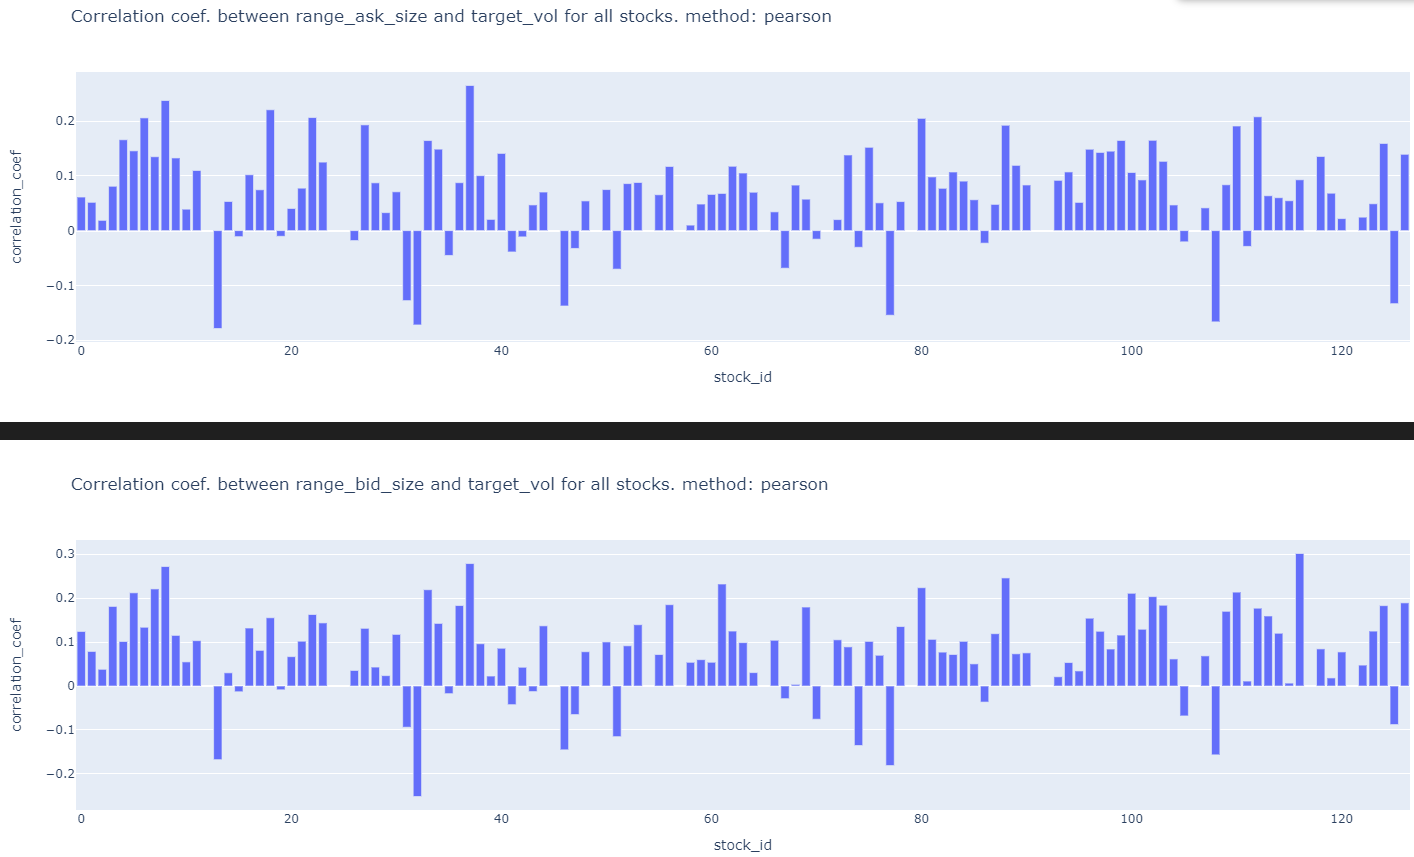 Correlation coef. between range_ask_size and target_vol for all stocks. method: pearson
correlation_coef
0.2
0.1
0
−0.1
−0.2
0 20 40 60 80 100 120
stock_id
Correlation coef. between range_bid_size and target_vol for all stocks. method: pearson
correlation_coef
0.3
0.2
0.1
0
−0.1
−0.2
0 20 40 60 80 100 120
stock_id